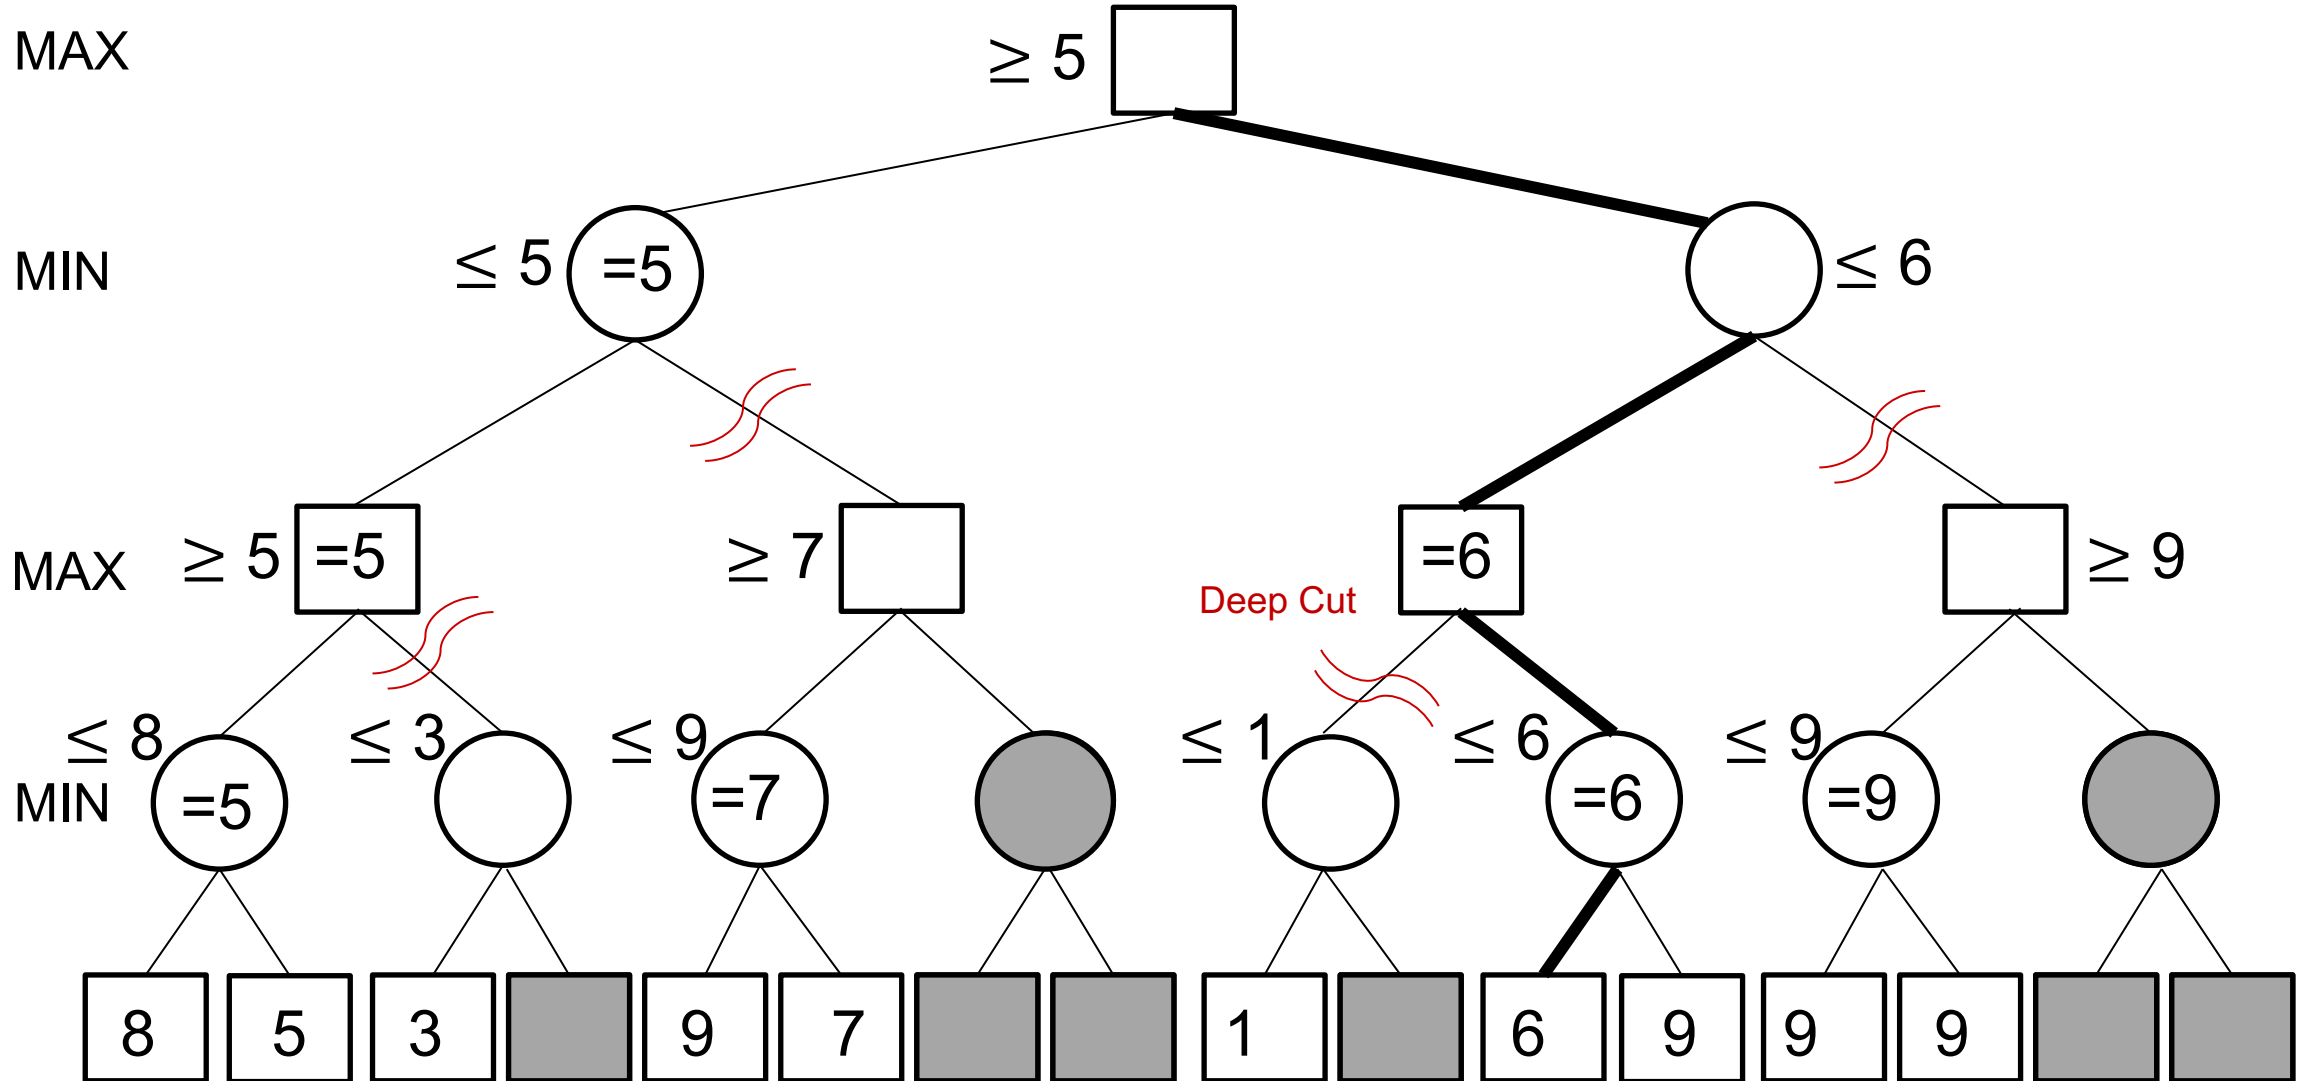 MAX ≥ 5
MIN ≤ 5 =5 ≤ 6
MAX ≥ 5 =5 ≥ 7 =6 ≥ 9
Deep Cut
≤ 8 ≤ 3 ≤ 9 ≤ 1 ≤ 6 ≤ 9
MIN =5 =7 =6 =9
8 5 3 9 7 1 6 9 9 9